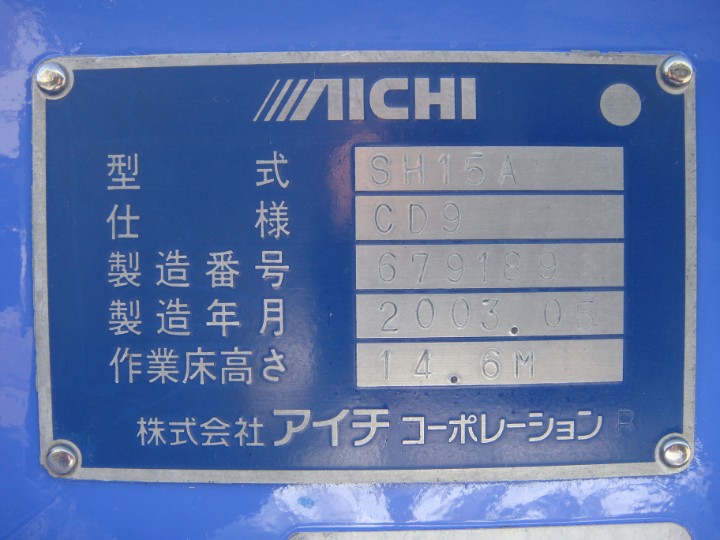 AICHI
型式 SH15A
仕様 CD9
製造番号 679189
製造年月 2003.05
作業床高さ 14.6M
株式会社アイチコーポレーション R